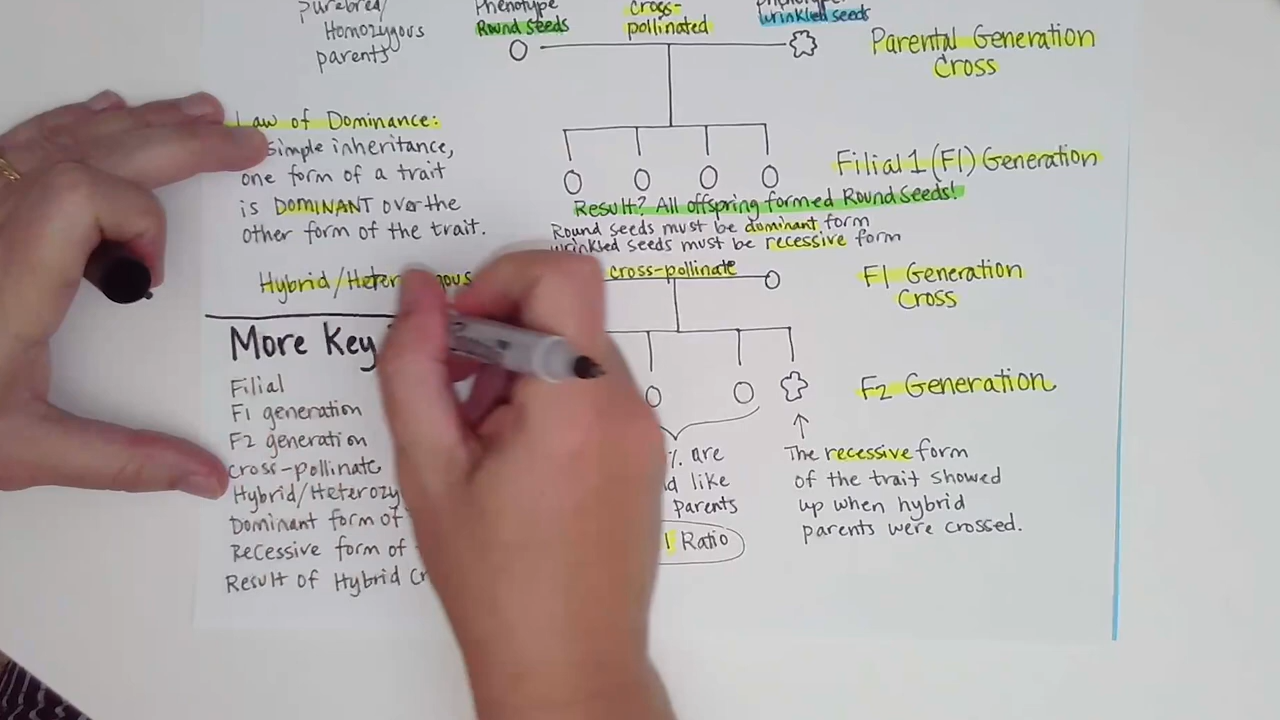 purebred/
Homozygous
parents
Phenotype
Round seeds
cross-
pollinated
wrinkled seeds
Parental Generation
Cross
Law of Dominance:
simple inheritance,
one form of a trait
is DOMINANT over the
other form of the trait.
Filial 1 (F1) Generation
Result? All offspring formed Round seeds!
Round seeds must be dominant form
wrinkled seeds must be recessive form
Hybrid/
cross-pollinate
F1 Generation
Cross
More Key
Filial
F1 generation
F2 generation
cross-pollinate
Hybrid/
Dominant form of
Recessive form of
Result of Hybrid
F2 Generation
% are
like
parents
1 Ratio
The recessive form
of the trait showed
up when hybrid
parents were crossed.